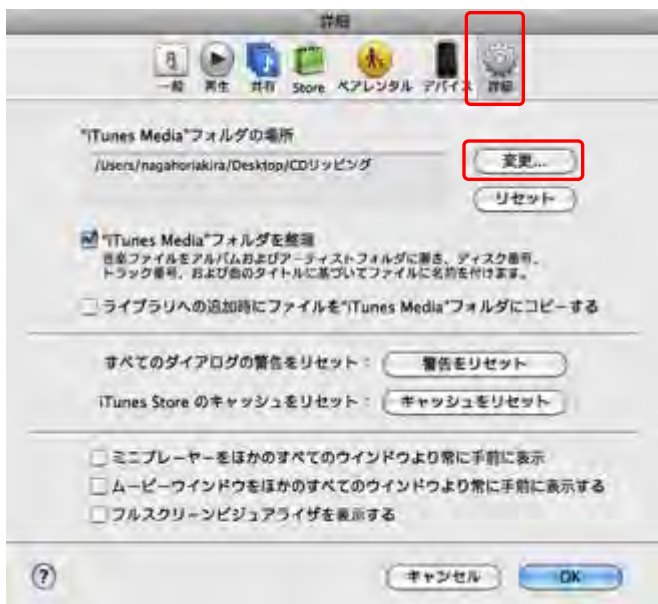 詳細
一般 再生 共有 Store ペアレンタル デバイス 詳細
"iTunes Media"フォルダの場所
/Users/nagahoriakira/Desktop/CDリッピング
変更...
リセット
"iTunes Media"フォルダを整理
音楽ファイルをアルバムおよびアーティストフォルダに置き、ディスク番号、
トラック番号、および曲のタイトルに基づいてファイルに名前を付けます。
ライブラリへの追加時にファイルを"iTunes Media"フォルダにコピーする
すべてのダイアログの警告をリセット： 警告をリセット
iTunes Store のキャッシュをリセット： キャッシュをリセット
ミニプレーヤーをほかのすべてのウインドウより常に手前に表示
ムービーウインドウをほかのすべてのウインドウより常に手前に表示する
フルスクリーンビジュアライザを表示する
? キャンセル OK